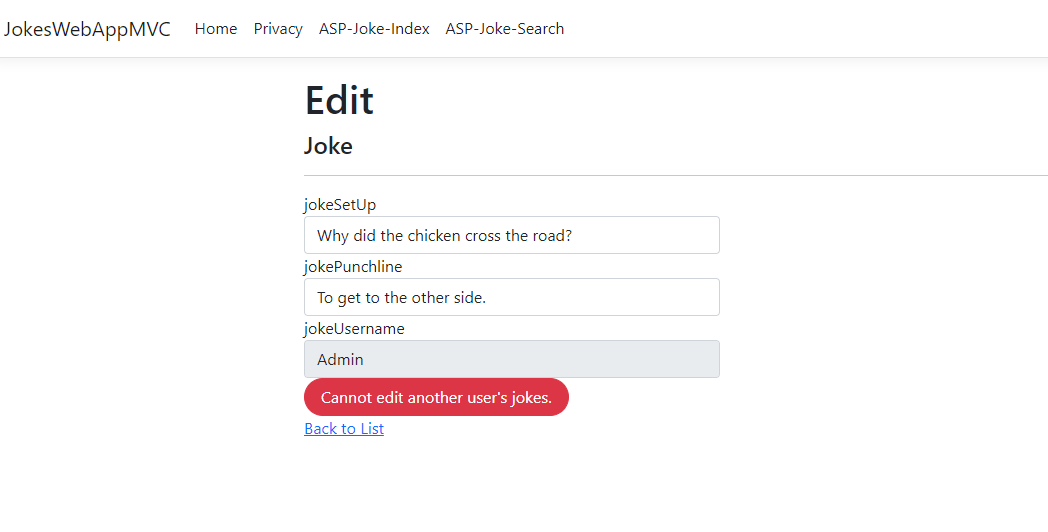 JokesWebAppMVC Home Privacy ASP-Joke-Index ASP-Joke-Search
Edit
Joke
jokeSetUp
Why did the chicken cross the road?
jokePunchline
To get to the other side.
jokeUsername
Admin
Cannot edit another user's jokes.
Back to List